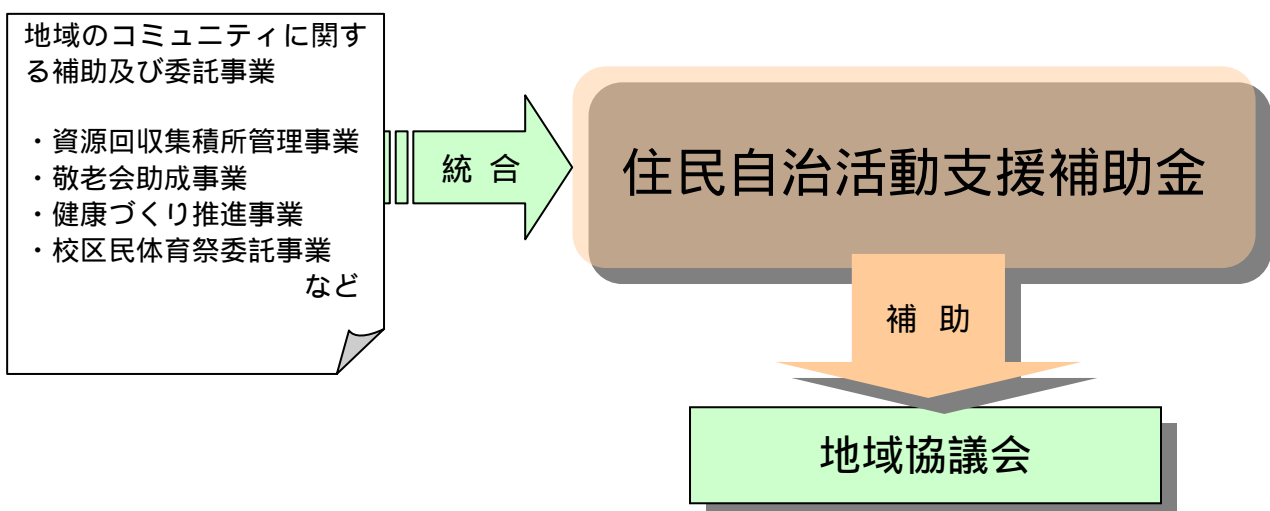 地域のコミュニティに関す
る補助及び委託事業
・資源回収集積所管理事業
・敬老会助成事業
・健康づくり推進事業
・校区民体育祭委託事業
など
統 合
住民自治活動支援補助金
補 助
地域協議会